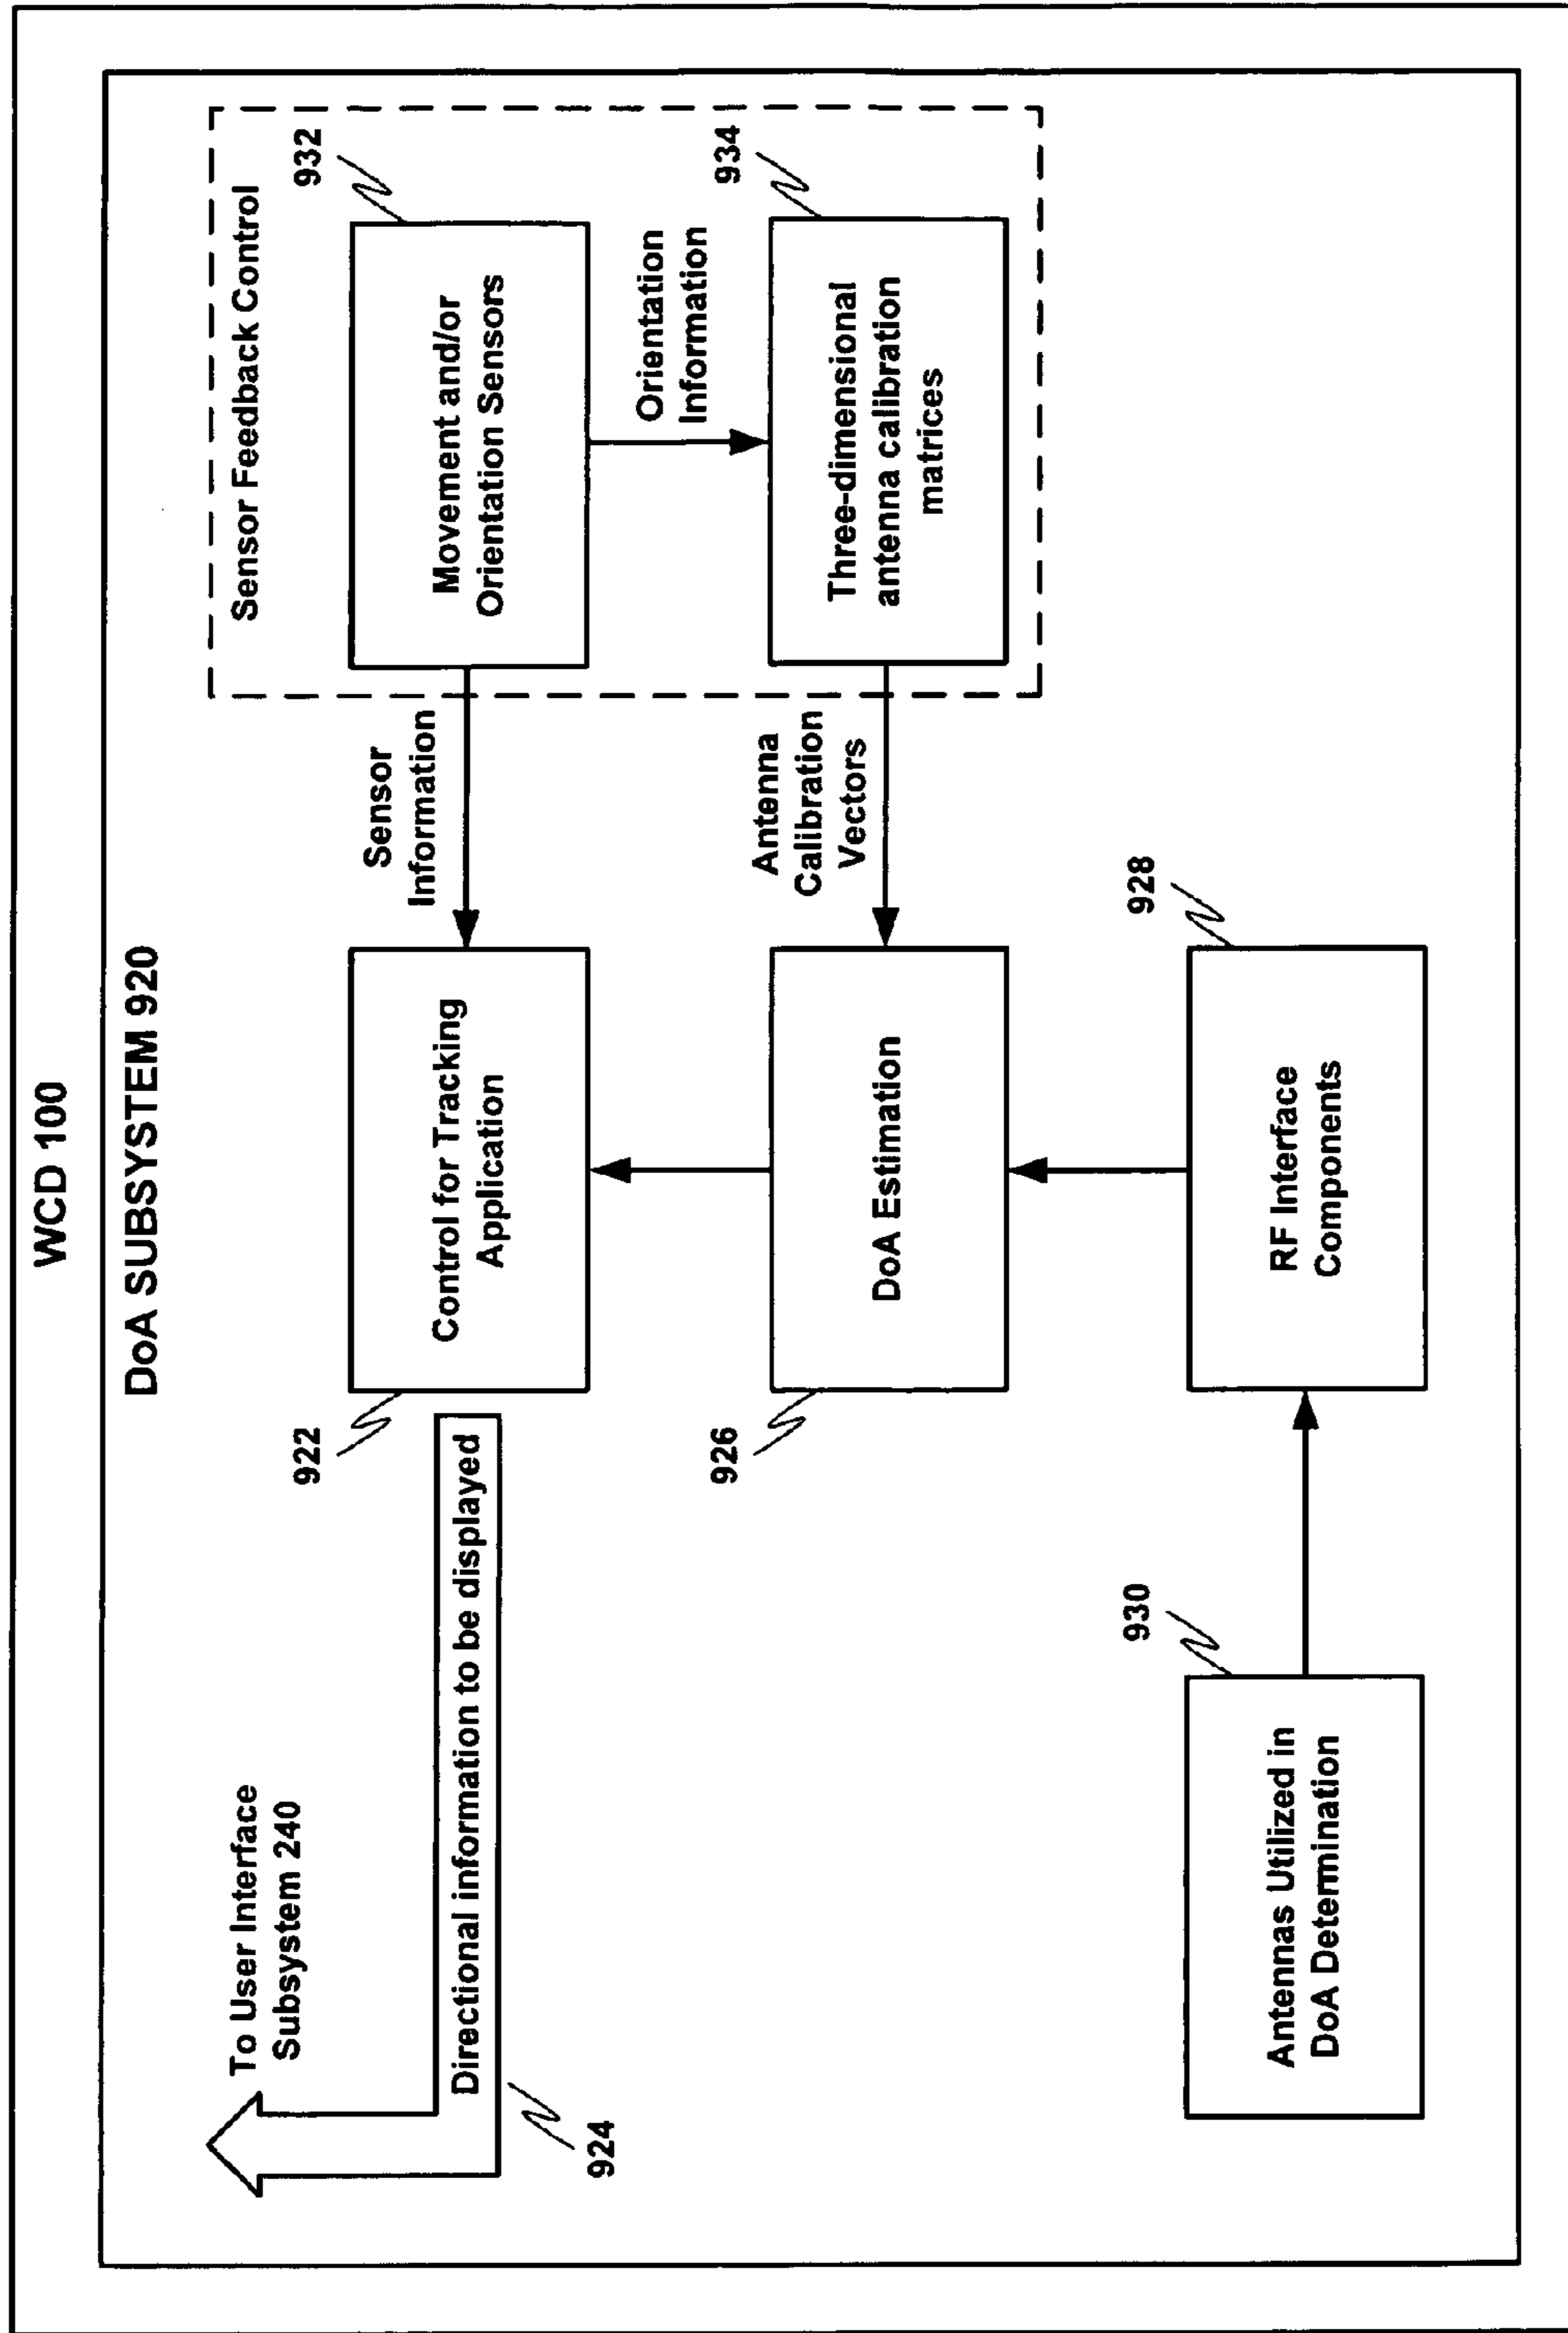 WCD 100
DoA SUBSYSTEM 920
To User Interface
Subsystem 240
Directional information to be displayed
924
922
Control for Tracking
Application
Sensor
Information
Sensor Feedback Control
932
Movement and/or
Orientation Sensors
Orientation
Information
926
DoA Estimation
Antenna
Calibration
Vectors
934
Three-dimensional
antenna calibration
matrices
930
Antennas Utilized in
DoA Determination
928
RF Interface
Components